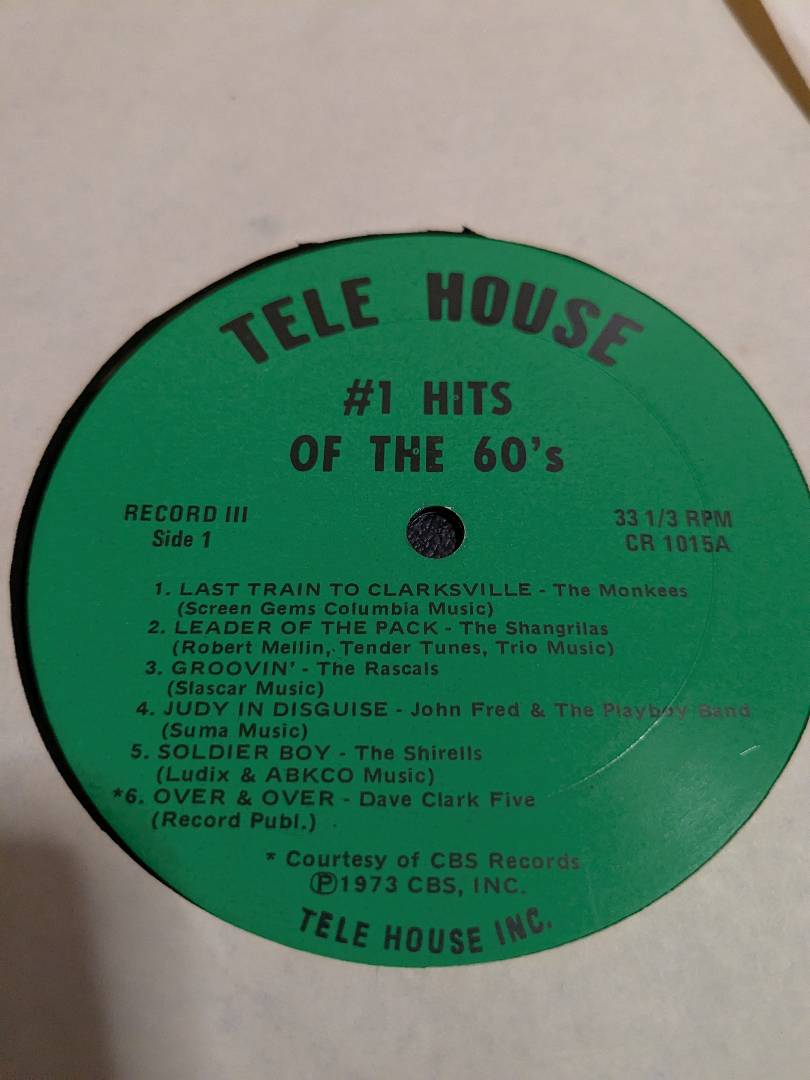 TELE HOUSE
#1 HITS
OF THE 60's
RECORD III
Side 1
33 1/3 RPM
CR 1015A
1. LAST TRAIN TO CLARKSVILLE - The Monkees
(Screen Gems Columbia Music)
2. LEADER OF THE PACK - The Shangrilas
(Robert Mellin, Tender Tunes, Trio Music)
3. GROOVIN' - The Rascals
(Slascar Music)
4. JUDY IN DISGUISE - John Fred & The Playboy Band
(Suma Music)
5. SOLDIER BOY - The Shirells
(Ludix & ABKCO Music)
*6. OVER & OVER - Dave Clark Five
(Record Publ.)
* Courtesy of CBS Records
℗1973 CBS, INC.
TELE HOUSE INC.